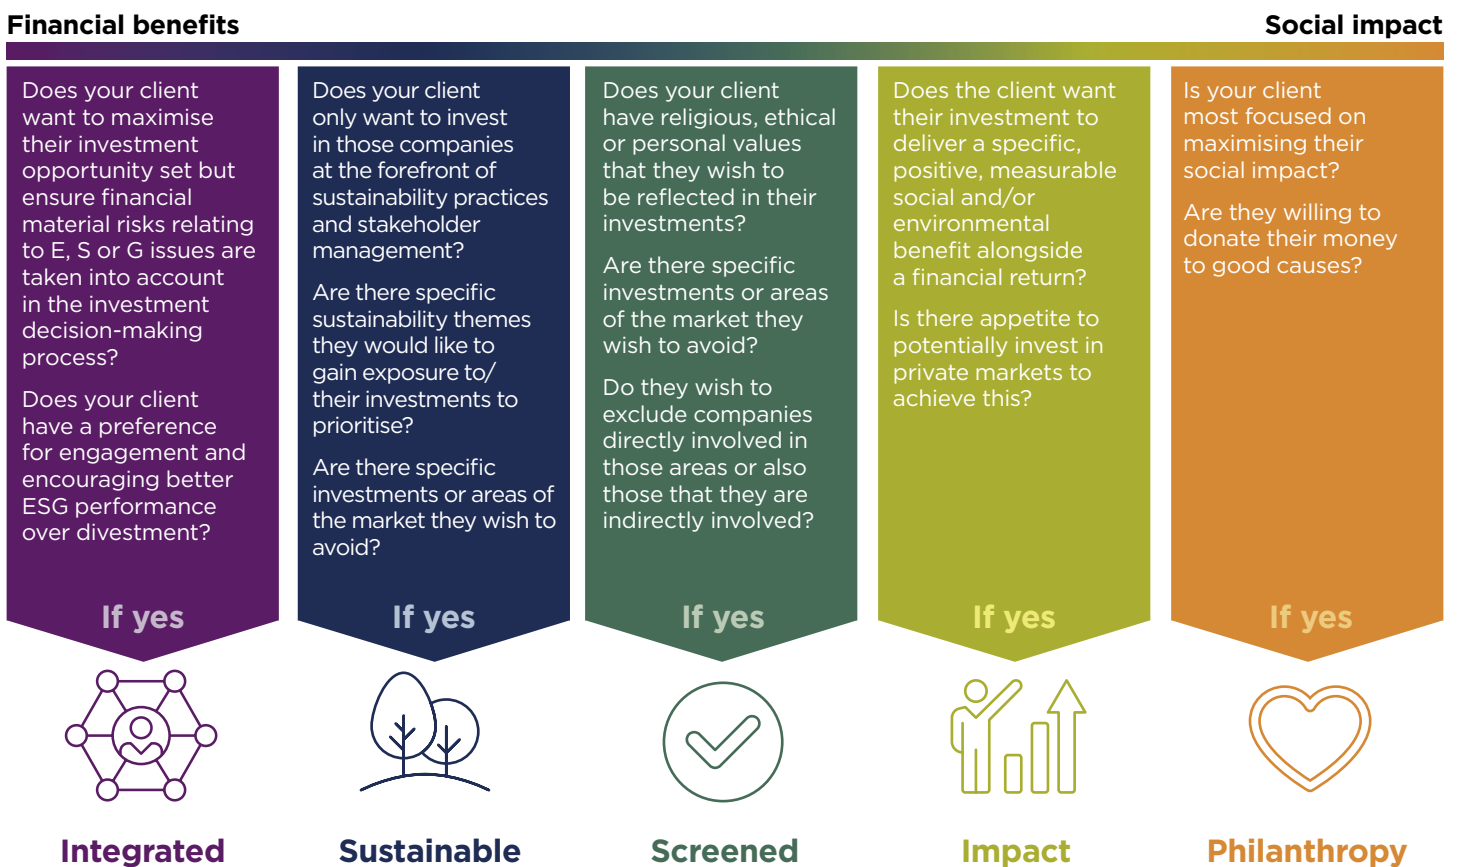 Financial benefits
Social impact
Does your client
want to maximise
their investment
opportunity set but
ensure financial
material risks relating
to E, S or G issues are
taken into account
in the investment
decision-making
process?
Does your client
have a preference
for engagement and
encouraging better
ESG performance
over divestment?
If yes
Integrated
Does your client
only want to invest
in those companies
at the forefront of
sustainability practices
and stakeholder
management?
Are there specific
sustainability themes
they would like to
gain exposure to/
their investments to
prioritise?
Are there specific
investments or areas of
the market they wish to
avoid?
If yes
Sustainable
Does your client
have religious, ethical
or personal values
that they wish to
be reflected in their
investments?
Are there specific
investments or areas
of the market they
wish to avoid?
Do they wish to
exclude companies
directly involved in
those areas or also
those that they are
indirectly involved?
If yes
Screened
Does the client want
their investment to
deliver a specific,
positive, measurable
social and/or
environmental
benefit alongside
a financial return?
Is there appetite to
potentially invest in
private markets to
achieve this?
If yes
Impact
Is your client
most focused on
maximising their
social impact?
Are they willing to
donate their money
to good causes?
If yes
Philanthropy